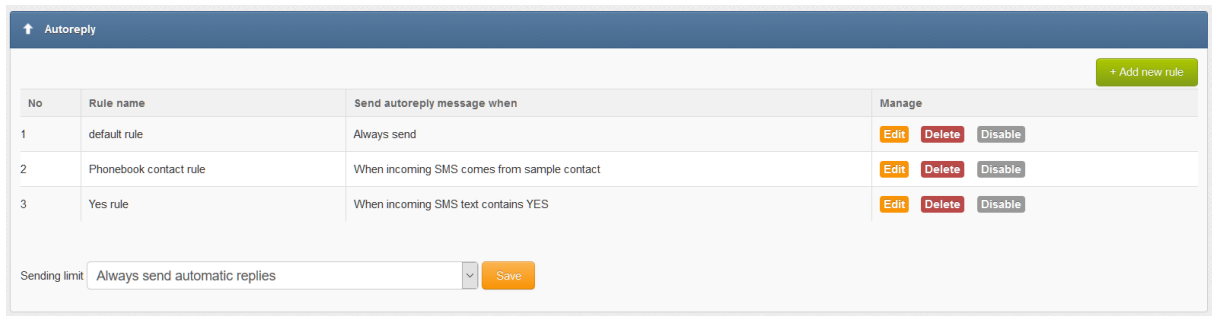 Autoreply
+ Add new rule
No Rule name Send autoreply message when Manage
1 default rule Always send Edit Delete Disable
2 Phonebook contact rule When incoming SMS comes from sample contact Edit Delete Disable
3 Yes rule When incoming SMS text contains YES Edit Delete Disable
Sending limit Always send automatic replies Save